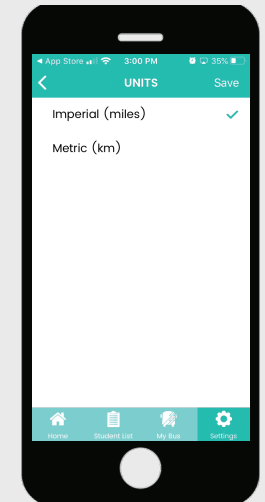 App Store 3:00 PM 35%
UNITS Save
Imperial (miles)
Metric (km)
Home Student List My Bus Settings